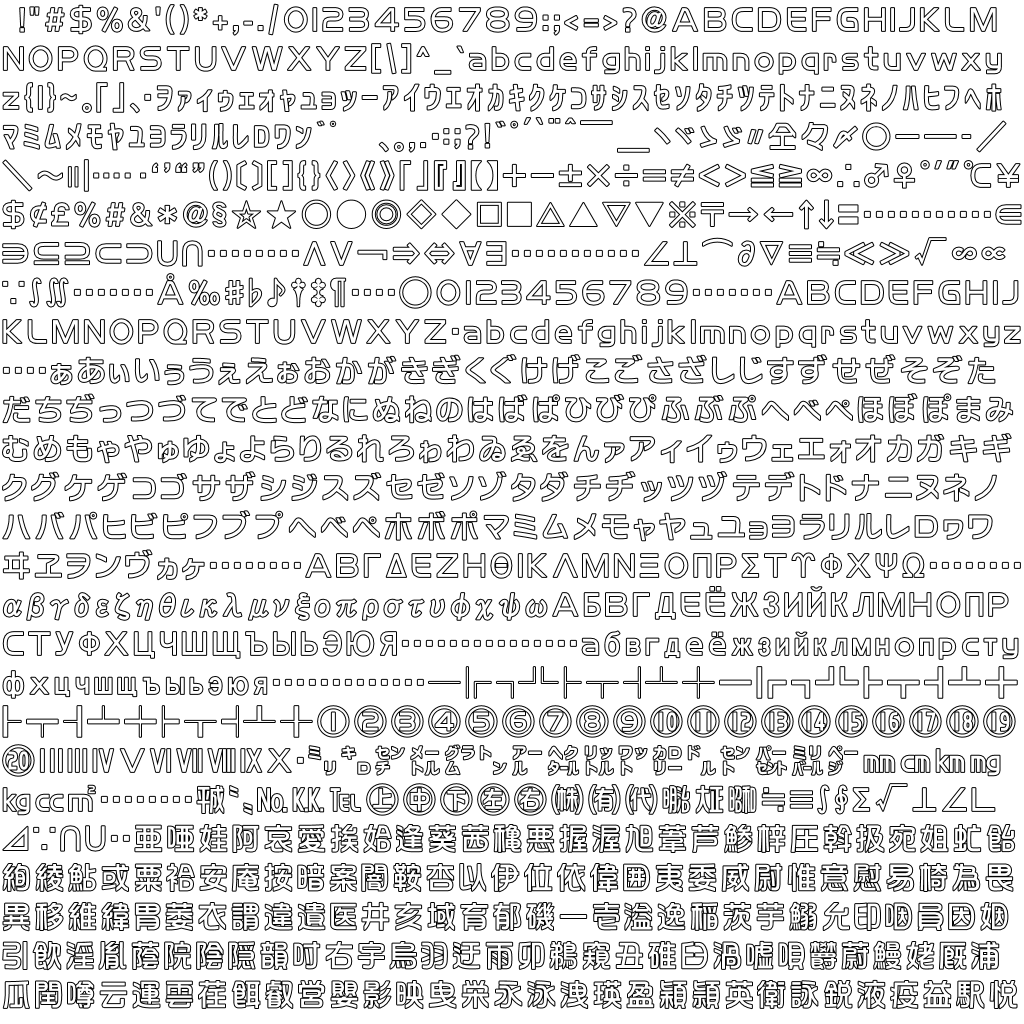 !"#$%&'()*+,-./0123456789:;<=>?@ABCDEFGHIJKLM
NOPQRSTUVWXYZ[\]^_`abcdefghijklmnopqrstuvwxy
z{|}~。「」、・ヲァィゥェォャュョッーアイウエオカキクケコサシスセソタチツテトナニヌネノハヒフヘホ
マミムメモヤユヨラリルレロワン゛゜ 、。,.・:;?!゛゜´`¨^‾_ヽヾゝゞ〃仝々〆〇ー—‐/
\~∥|…‥‘’“”()〔〕[]{}〈〉《》「」『』【】+−±×÷=≠<>≦≧∞∴♂♀°′″℃¥
$¢£%#&*@§☆★○●◎◇◆□■△▲▽▼※〒→←↑↓〓···········∈
∋⊆⊇⊂⊃∪∩········∧∨¬⇒⇔∀∃···········∠⊥⌒∂∇≡≒≪≫√∽∝
∵∫∬·······Å‰♯♭♪†‡¶····◯0123456789·······ABCDEFGHIJ
KLMNOPQRSTUVWXYZ·abcdefghijklmnopqrstuvwxyz
····ぁあぃいぅうぇえぉおかがきぎくぐけげこごさざしじすずせぜそぞた
だちぢっつづてでとどなにぬねのはばぱひびぴふぶぷへべぺほぼぽまみ
むめもゃやゅゆょよらりるれろゎわゐゑをんァアィイゥウェエォオカガキギ
クグケゲコゴサザシジスズセゼソゾタダチヂッツヅテデトドナニヌネノ
ハバパヒビピフブプヘベペホボポマミムメモャヤュユョヨラリルレロヮワ
ヰヱヲンヴヵヶ········ΑΒΓΔΕΖΗΘΙΚΛΜΝΞΟΠΡΣΤΥΦΧΨΩ········
αβγδεζηθικλμνξοπρστυφχψωАБВГДЕЁЖЗИЙКЛМНОПР
СТУФХЦЧШЩЪЫЬЭЮЯ···············абвгдеёжзийклмнопрсту
фхцчшщъыьэюя·············─│┌┐┘└├┬┤┴┼━┃┏┓┛┗┣┳┫┻╋
┠┯┨┷┿┝┰┥┸╂①②③④⑤⑥⑦⑧⑨⑩⑪⑫⑬⑭⑮⑯⑰⑱⑲
⑳ⅠⅡⅢⅣⅤⅥⅦⅧⅨⅩ·㍉㌔㌢㍍㌘㌧㌃㌶㍑㍗㌍㌦㌣㌫㍊㌻㎜㎝㎞㎎
㎏㏄㎡········㍻〝〟№㏍℡㊤㊥㊦㊧㊨㈱㈲㈹㍾㍽㍼≒≡∫∮∑√⊥∠∟
⊿∵∩∪··亜唖娃阿哀愛挨姶逢葵茜穐悪握渥旭葦芦鯵梓圧斡扱宛姐虻飴
絢綾鮎或粟袷安庵按暗案闇鞍杏以伊位依偉囲夷委威尉惟意慰易椅為畏
異移維緯胃萎衣謂違遺医井亥域育郁磯一壱溢逸稲茨芋鰯允印咽員因姻
引飲淫胤蔭院陰隠韻吋右宇烏羽迂雨卯鵜窺丑碓臼渦嘘唄欝蔚鰻姥厩浦
瓜閏噂云運雲荏餌叡営嬰影映曳栄永泳洩瑛盈穎頴英衛詠鋭液疫益駅悦